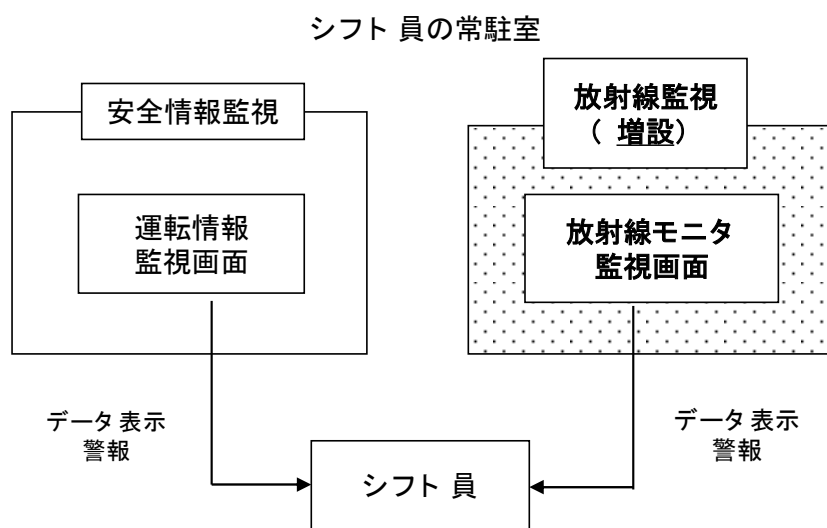 シフト員の常駐室
安全情報監視
放射線監視
（増設）
運転情報
監視画面
放射線モニタ
監視画面
データ表示
警報
データ表示
警報
シフト員